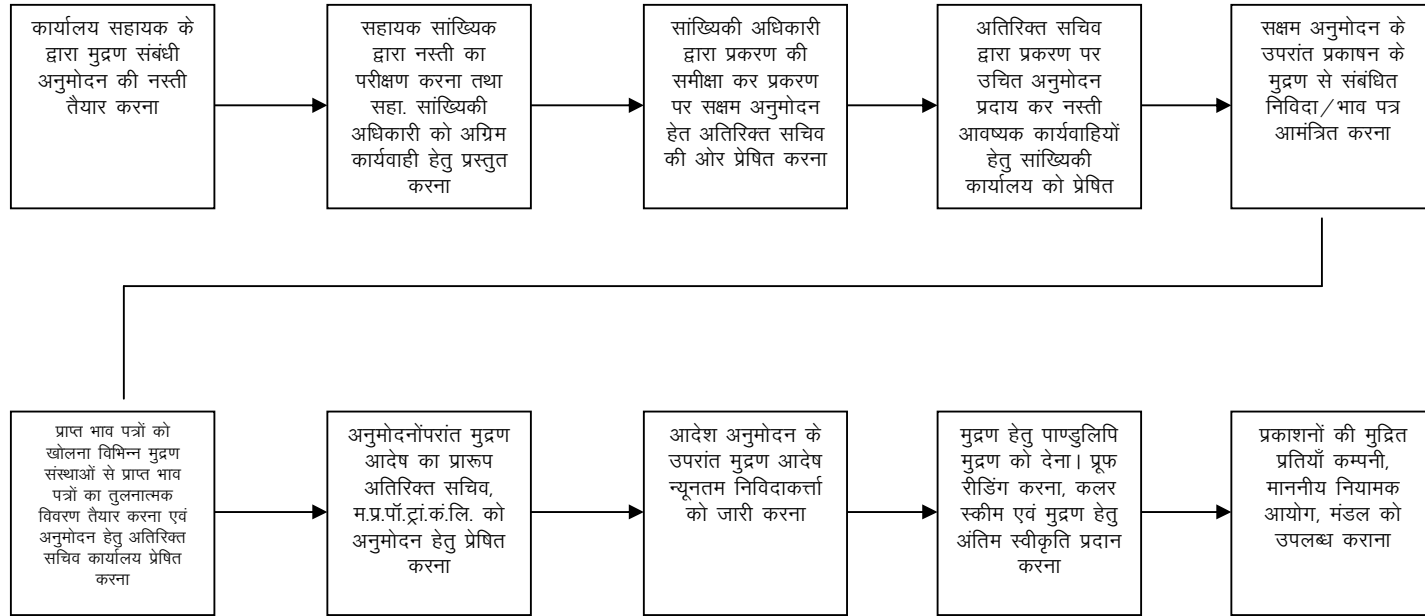 कार्यालय सहायक के
द्वारा मुद्रण संबंधी
अनुमोदन की नस्ती
तैयार करना
सहायक सांख्यिक
द्वारा नस्ती का
परीक्षण करना तथा
सहा. सांख्यिकी
अधिकारी को अग्रिम
कार्यवाही हेतु प्रस्तुत
करना
सांख्यिकी अधिकारी
द्वारा प्रकरण की
समीक्षा कर प्रकरण
पर सक्षम अनुमोदन
हेत अतिरिक्त सचिव
की ओर प्रेषित करना
अतिरिक्त सचिव
द्वारा प्रकरण पर
उचित अनुमोदन
प्रदाय कर नस्ती
आवष्यक कार्यवाहियों
हेतु सांख्यिकी
कार्यालय को प्रेषित
सक्षम अनुमोदन के
उपरांत प्रकाषन के
मुद्रण से संबंधित
निविदा/भाव पत्र
आमंत्रित करना
प्राप्त भाव पत्रों को
खोलना विभिन्न मुद्रण
संस्थाओं से प्राप्त भाव
पत्रों का तुलनात्मक
विवरण तैयार करना एवं
अनुमोदन हेतु अतिरिक्त
सचिव कार्यालय प्रेषित
करना
अनुमोदनोंपरांत मुद्रण
आदेष का प्रारूप
अतिरिक्त सचिव,
म.प्र.पॉ.ट्रां.कं.लि. को
अनुमोदन हेतु प्रेषित
करना
आदेश अनुमोदन के
उपरांत मुद्रण आदेष
न्यूनतम निविदाकर्त्ता
को जारी करना
मुद्रण हेतु पाण्डुलिपि
मुद्रण को देना। प्रूफ
रीडिंग करना, कलर
स्कीम एवं मुद्रण हेतु
अंतिम स्वीकृति प्रदान
करना
प्रकाशनों की मुद्रित
प्रतियाँ कम्पनी,
माननीय नियामक
आयोग, मंडल को
उपलब्ध कराना